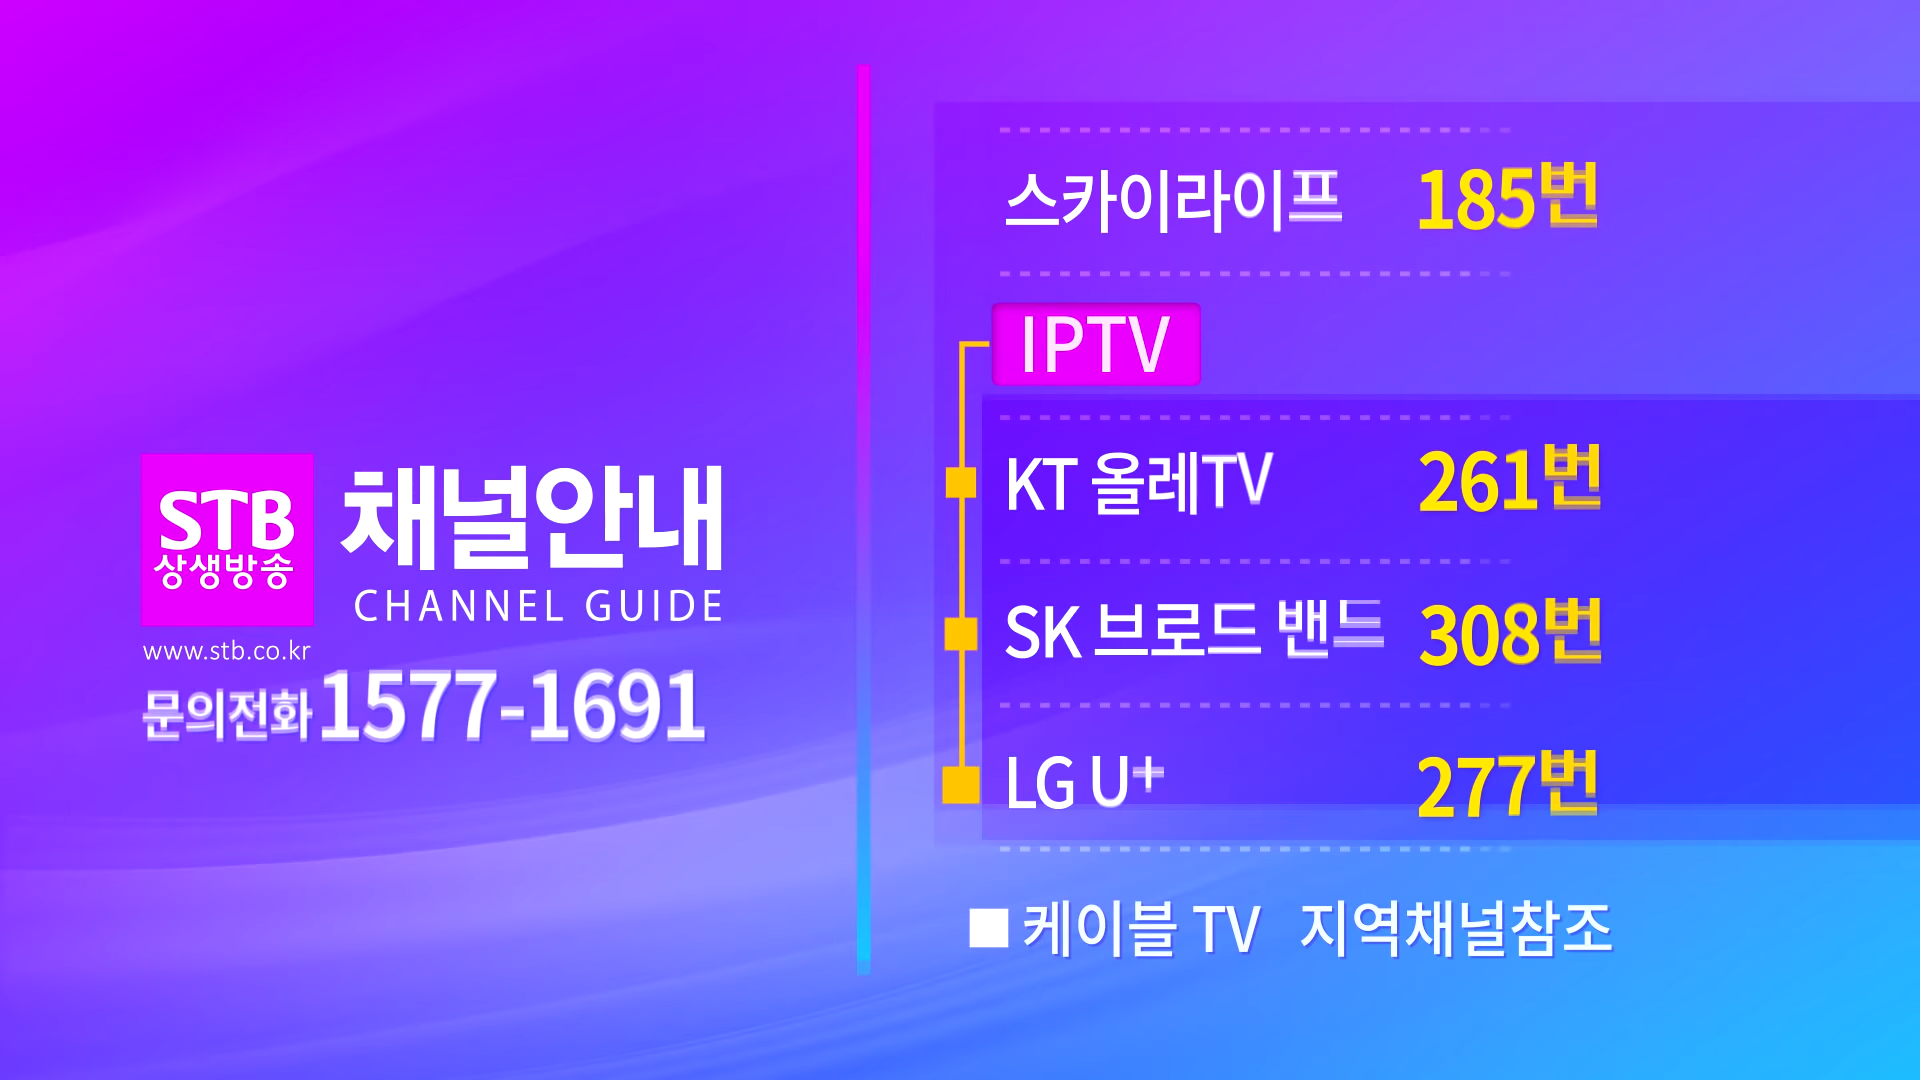 STB
상생방송
채널안내
CHANNEL GUIDE
www.stb.co.kr
문의전화 1577-1691
스카이라이프 185번
IPTV
KT 올레TV 261번
SK 브로드 밴드 308번
LG U+ 277번
■ 케이블 TV 지역채널참조